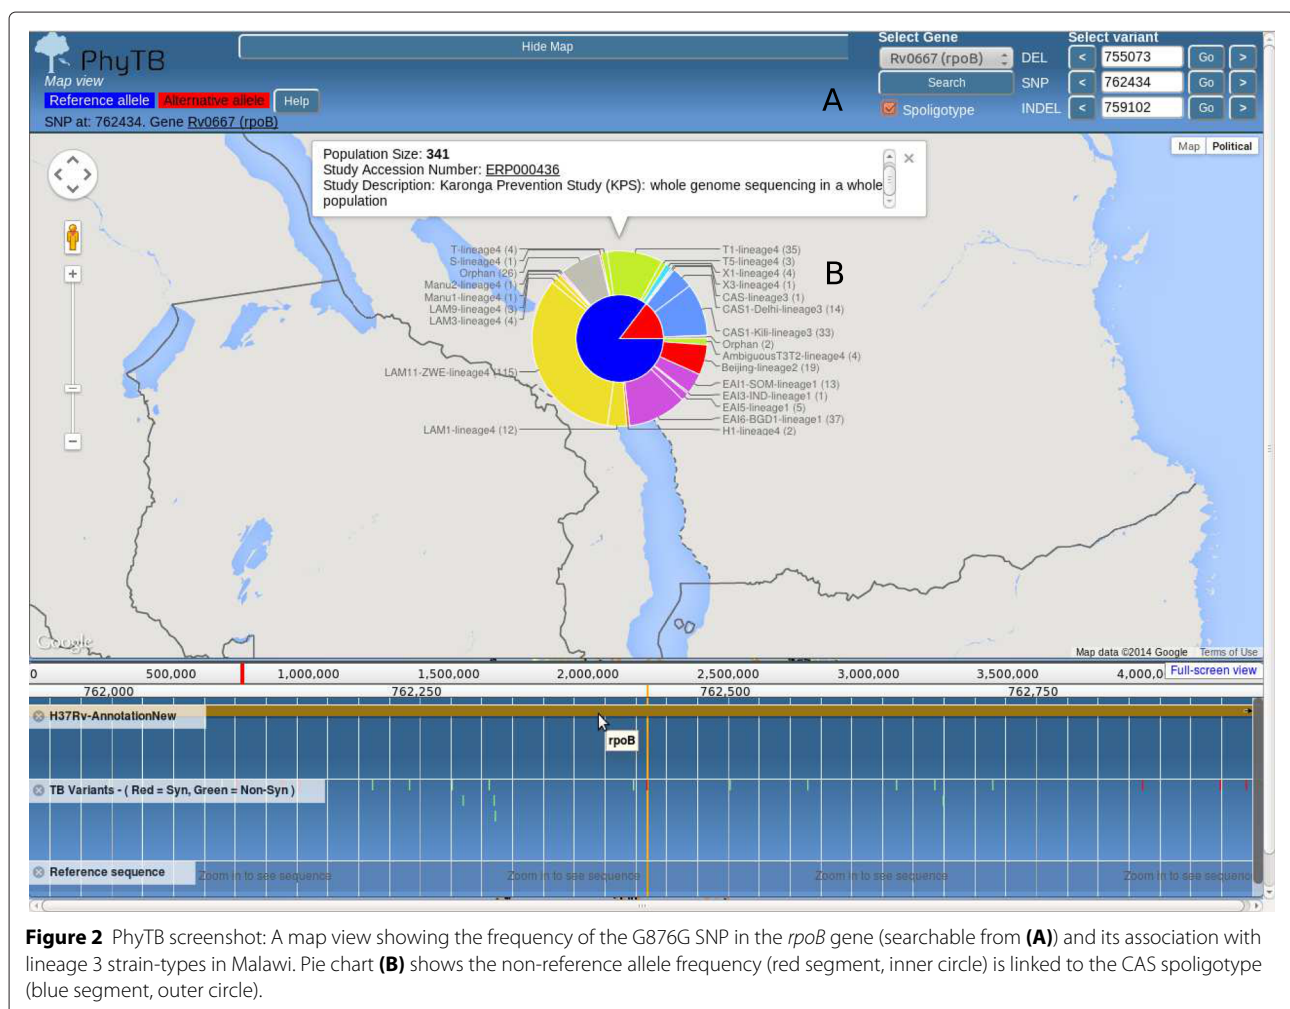 PhyTB
Map view
Reference allele Alternative allele Help
SNP at: 762434. Gene Rv0667 (rpoB)
Hide Map
A
Select Gene
Rv0667 (rpoB)
Search
Spoligotype
Select variant
DEL < 755073 Go >
SNP < 762434 Go >
INDEL < 759102 Go >
Map Political
Population Size: 341
Study Accession Number: ERP000436
Study Description: Karonga Prevention Study (KPS): whole genome sequencing in a whole
population
B
T-lineage4 (4)
S-lineage4 (1)
Orphan (26)
Manu2-lineage4 (1)
Manu1-lineage4 (1)
LAM9-lineage4 (3)
LAM3-lineage4 (4)
LAM11-ZWE-lineage4 (115)
LAM1-lineage4 (12)
T1-lineage4 (35)
T5-lineage4 (3)
X1-lineage4 (4)
X3-lineage4 (1)
CAS-lineage3 (1)
CAS1-Delhi-lineage3 (14)
CAS1-Kili-lineage3 (33)
Orphan (2)
AmbiguousT3T2-lineage4 (4)
Beijing-lineage2 (19)
EAI1-SOM-lineage1 (13)
EAI3-IND-lineage1 (1)
EAI5-lineage1 (5)
EAI6-BGD1-lineage1 (37)
H1-lineage4 (2)
Google
Map data ©2014 Google Terms of Use
0 500,000 1,000,000 1,500,000 2,000,000 2,500,000 3,000,000 3,500,000 4,000,0 Full-screen view
762,000 762,250 762,500 762,750
H37Rv-AnnotationNew
rpoB
TB Variants - ( Red = Syn, Green = Non-Syn )
Reference sequence
Zoom in to see sequence Zoom in to see sequence Zoom in to see sequence Zoom in to see sequenc
Figure 2 PhyTB screenshot: A map view showing the frequency of the G876G SNP in the rpoB gene (searchable from (A)) and its association with
lineage 3 strain-types in Malawi. Pie chart (B) shows the non-reference allele frequency (red segment, inner circle) is linked to the CAS spoligotype
(blue segment, outer circle).